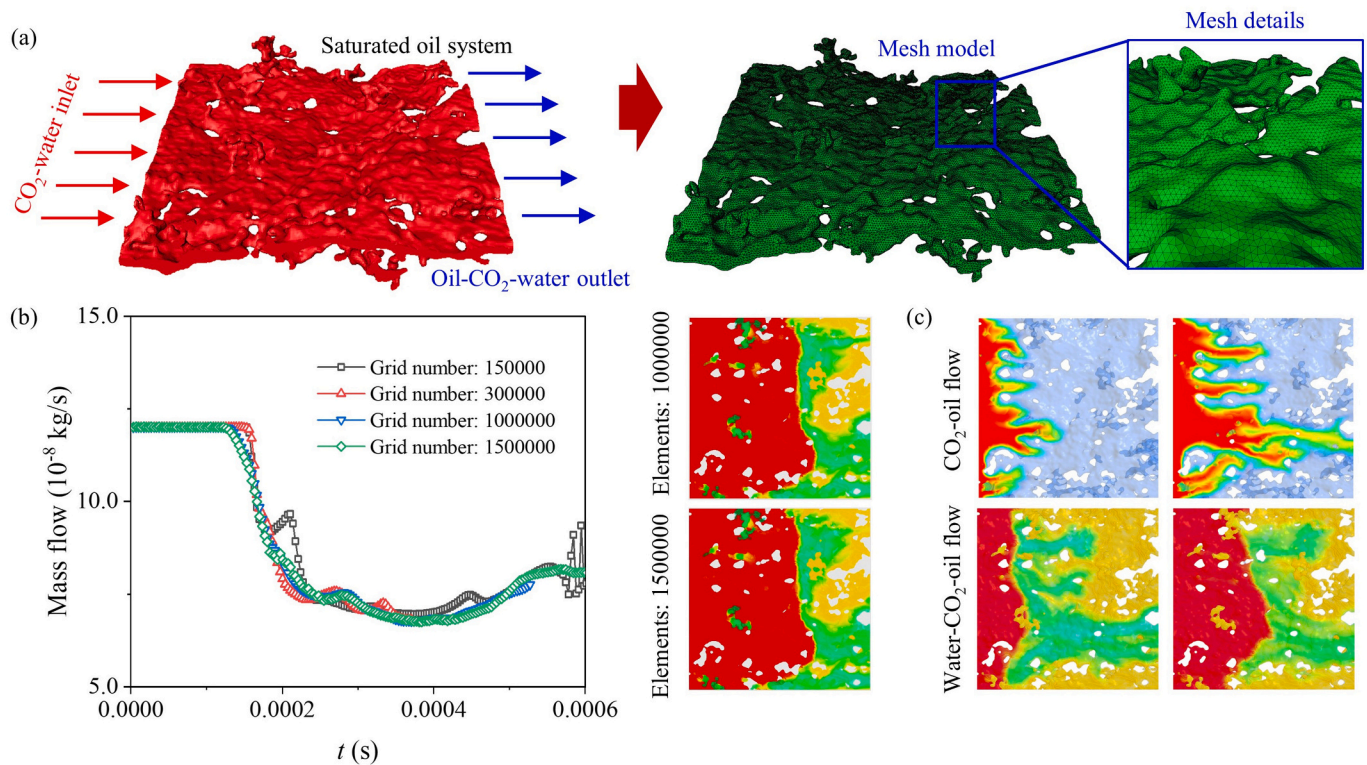 (a)
Saturated oil system
CO₂-water inlet
Oil-CO₂-water outlet
Mesh model
Mesh details
(b)
15.0
10.0
5.0
Mass flow (10⁻⁸ kg/s)
Grid number: 150000
Grid number: 300000
Grid number: 1000000
Grid number: 1500000
0.0000
0.0002
0.0004
0.0006
t (s)
Elements: 1000000
Elements: 1500000
(c)
CO₂-oil flow
Water-CO₂-oil flow